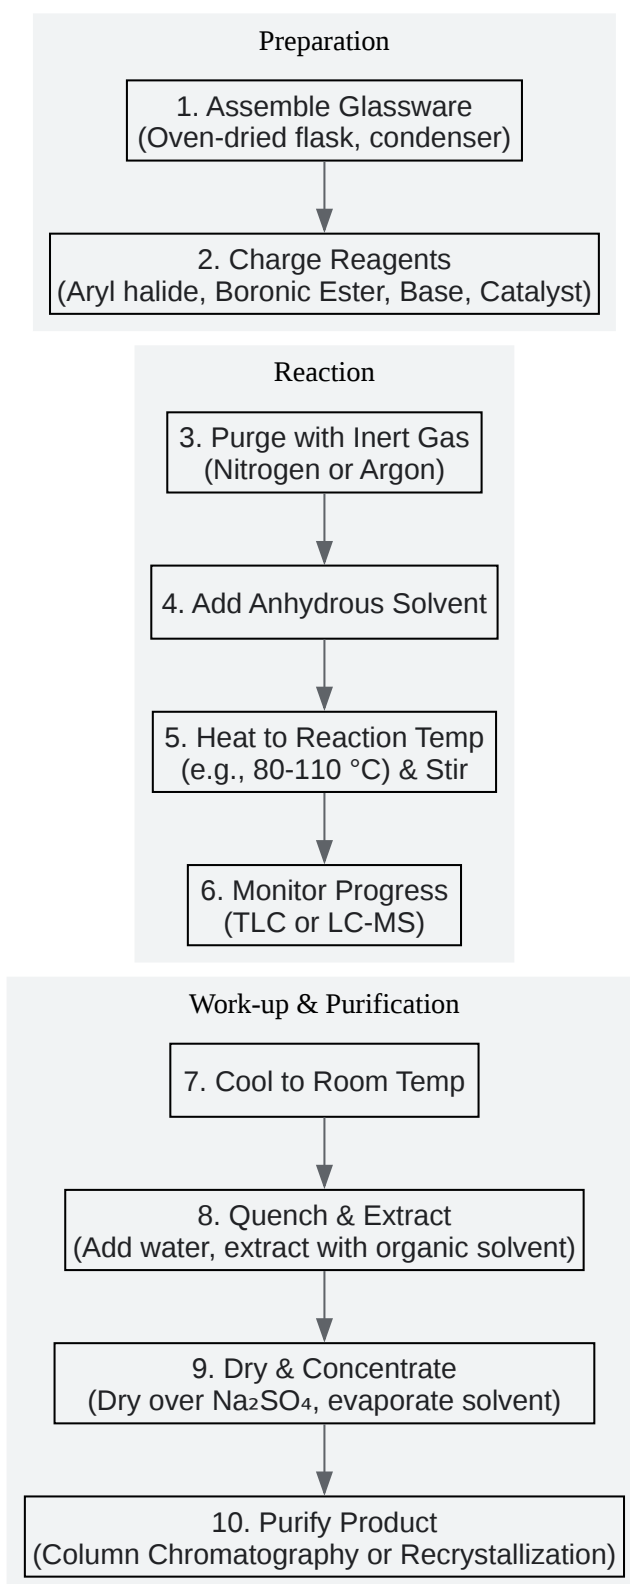 Preparation
1. Assemble Glassware
(Oven-dried flask, condenser)
2. Charge Reagents
(Aryl halide, Boronic Ester, Base, Catalyst)
Reaction
3. Purge with Inert Gas
(Nitrogen or Argon)
4. Add Anhydrous Solvent
5. Heat to Reaction Temp
(e.g., 80-110 °C) & Stir
6. Monitor Progress
(TLC or LC-MS)
Work-up & Purification
7. Cool to Room Temp
8. Quench & Extract
(Add water, extract with organic solvent)
9. Dry & Concentrate
(Dry over Na₂SO₄, evaporate solvent)
10. Purify Product
(Column Chromatography or Recrystallization)